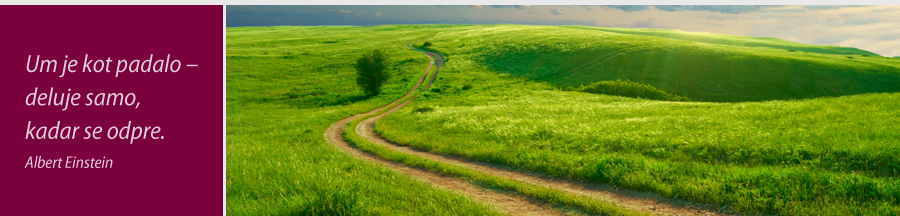 Um je kot padalo –
deluje samo,
kadar se odpre.
Albert Einstein